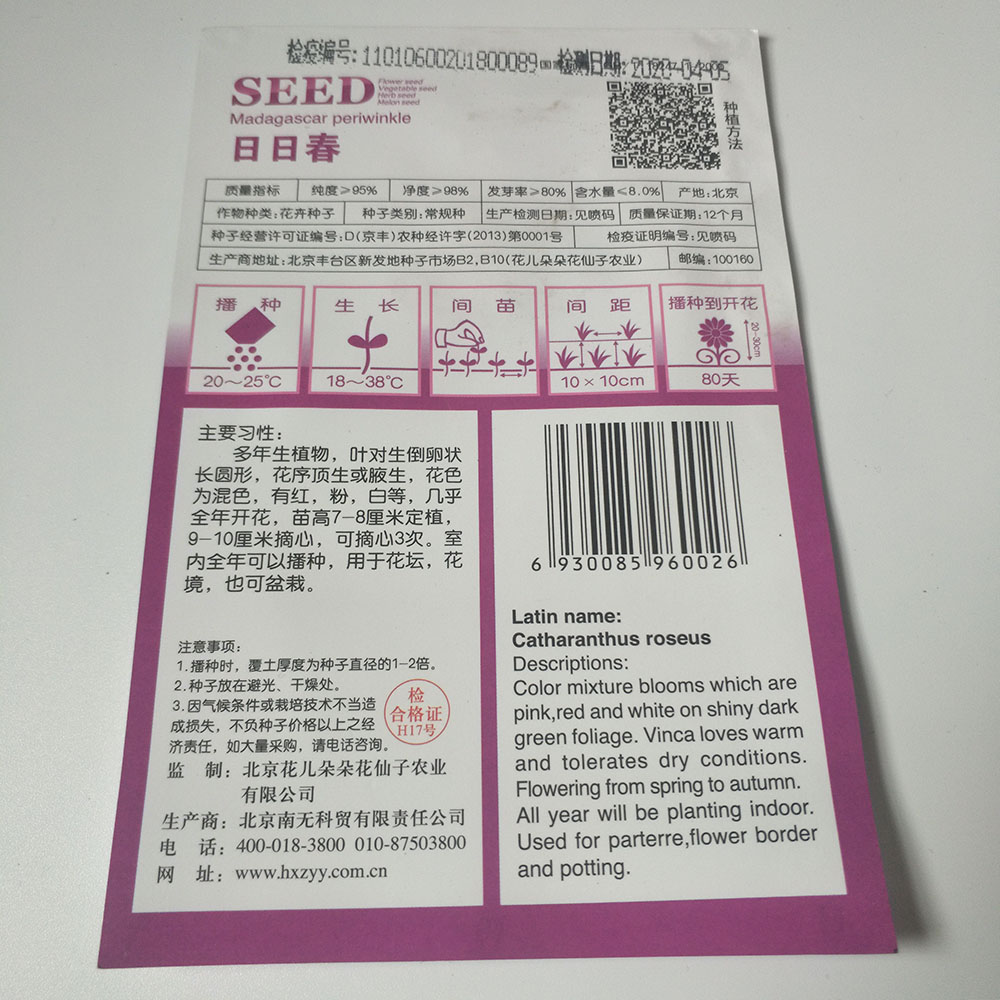 检疫编号: 11010600201800089 检测日期: 2020-04-05
SEED
Flower seed
Vegetable seed
Herb seed
Melon seed
Madagascar periwinkle
日日春
种植方法
质量指标 纯度≥95% 净度≥98% 发芽率≥80% 含水量≤8.0% 产地:北京
作物种类:花卉种子 种子类别:常规种 生产检测日期:见喷码 质量保证期:12个月
种子经营许可证编号:D(京丰)农种经许字(2013)第0001号 检疫证明编号:见喷码
生产商地址:北京丰台区新发地种子市场B2,B10(花儿朵朵花仙子农业) 邮编:100160
播种 生长 间苗 间距 播种到开花
20~30cm
20~25℃ 18~38℃ 10×10cm 80天
主要习性:
多年生植物,叶对生倒卵状
长圆形,花序顶生或腋生,花色
为混色,有红,粉,白等,几乎
全年开花,苗高7-8厘米定植,
9-10厘米摘心,可摘心3次。室
内全年可以播种,用于花坛,花
境,也可盆栽。
注意事项:
1.播种时,覆土厚度为种子直径的1-2倍。
2.种子放在避光、干燥处。
3.因气候条件或栽培技术不当造
成损失,不负种子价格以上之经
济责任,如大量采购,请电话咨询。
检
合格证
H17号
监 制:北京花儿朵朵花仙子农业
有限公司
生产商:北京南无科贸有限责任公司
电 话:400-018-3800 010-87503800
网 址:www.hxzyy.com.cn
6 930085 960026
Latin name:
Catharanthus roseus
Descriptions:
Color mixture blooms which are
pink,red and white on shiny dark
green foliage. Vinca loves warm
and tolerates dry conditions.
Flowering from spring to autumn.
All year will be planting indoor.
Used for parterre,flower border
and potting.